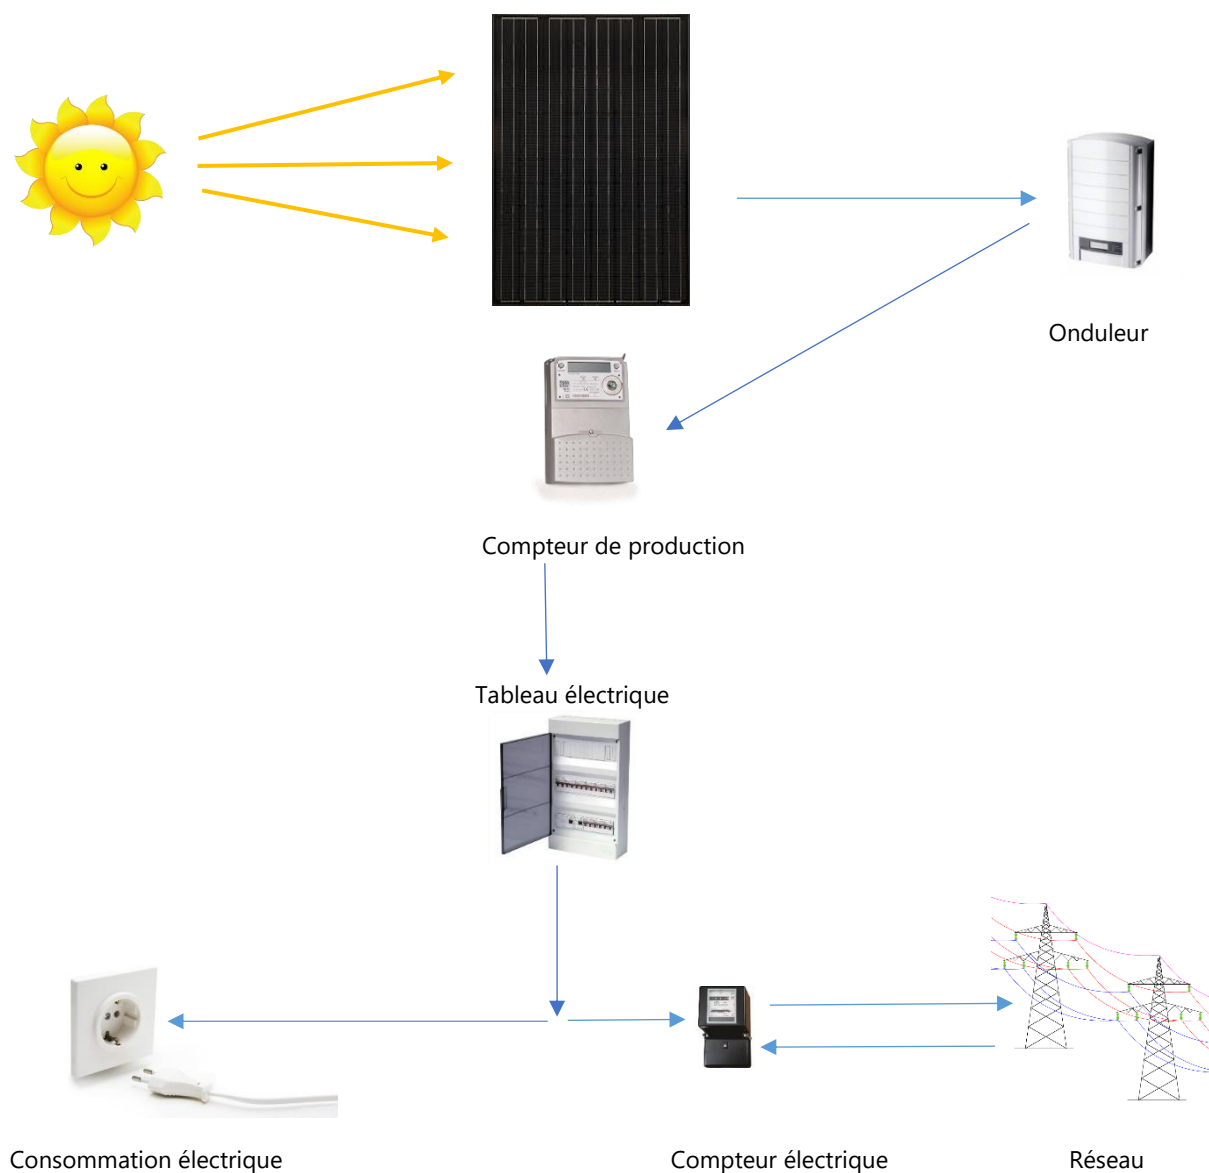 Onduleur
Compteur de production
Tableau électrique
Consommation électrique
Compteur électrique
Réseau